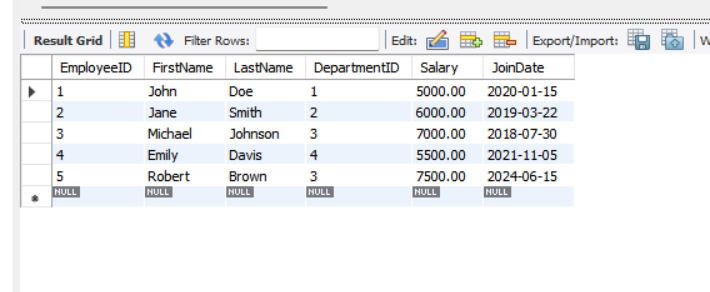 Result Grid Filter Rows: Edit: Export/Import: W
EmployeeID FirstName LastName DepartmentID Salary JoinDate
1 John Doe 1 5000.00 2020-01-15
2 Jane Smith 2 6000.00 2019-03-22
3 Michael Johnson 3 7000.00 2018-07-30
4 Emily Davis 4 5500.00 2021-11-05
5 Robert Brown 3 7500.00 2024-06-15
NULL NULL NULL NULL NULL NULL